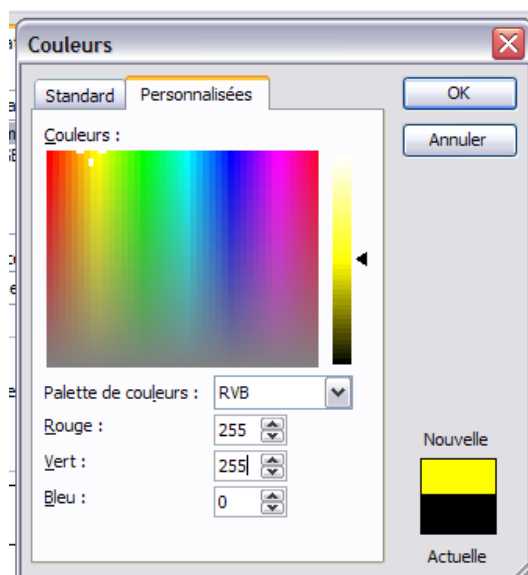 Couleurs
Standard Personnalisées
OK
Annuler
Couleurs :
Palette de couleurs : RVB
Rouge : 255
Vert : 255
Bleu : 0
Nouvelle
Actuelle